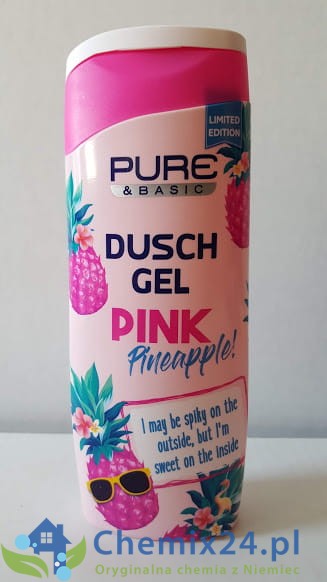 LIMITED
EDITION
PURE
& BASIC
DUSCH
GEL
PINK
Pineapple!
I may be spiky on the
outside, but I'm
sweet on the inside
Chemix24.pl
Oryginalna chemia z Niemiec